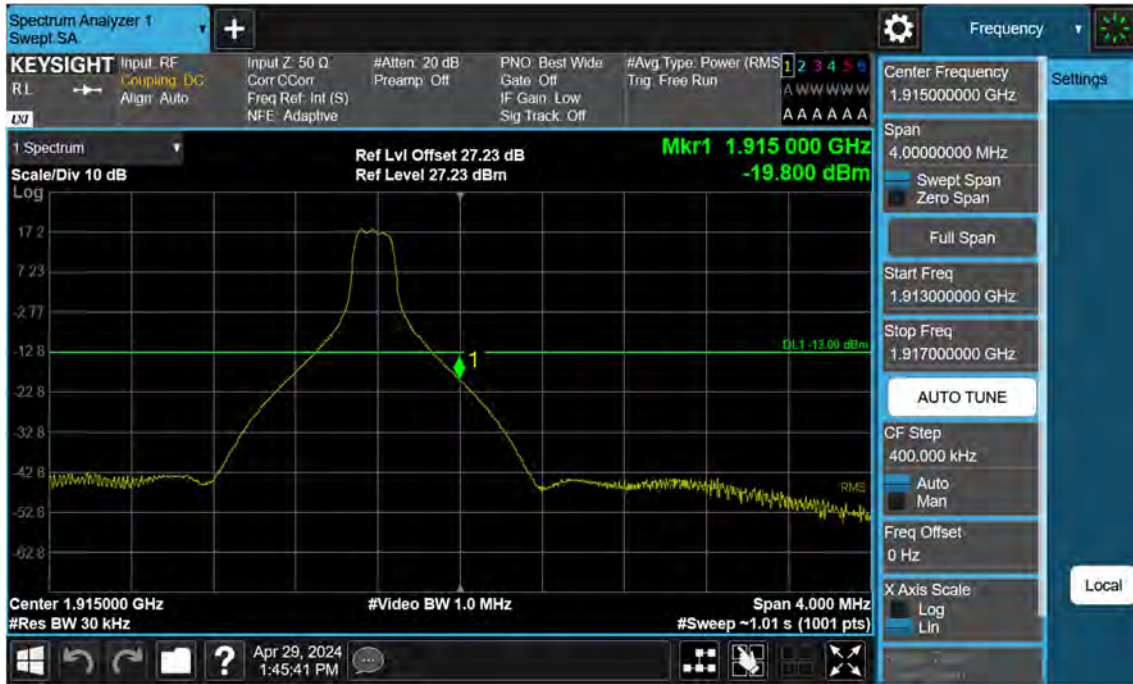 Spectrum Analyzer 1
Swept SA
+
Frequency
KEYSIGHT
RL
LXI
Input: RF
Coupling: DC
Align: Auto
Input Z: 50 Ω
Corr CCorr
Freq Ref: Int (S)
NFE: Adaptive
#Atten: 20 dB
Preamp: Off
PNO: Best Wide
Gate: Off
IF Gain: Low
Sig Track: Off
#Avg Type: Power (RMS
Trig: Free Run
1 2 3 4 5 6
A W W W W W
A A A A A A
1 Spectrum
Scale/Div 10 dB
Ref Lvl Offset 27.23 dB
Ref Level 27.23 dBm
Mkr1 1.915 000 GHz
-19.800 dBm
Log
17.2
7.23
-2.77
-12.8
-22.8
-32.8
-42.8
-52.8
-62.8
DL1 -13.00 dBm
1
RMS
Center 1.915000 GHz
#Res BW 30 kHz
#Video BW 1.0 MHz
Span 4.000 MHz
#Sweep ~1.01 s (1001 pts)
Center Frequency
1.915000000 GHz
Span
4.00000000 MHz
Swept Span
Zero Span
Full Span
Start Freq
1.913000000 GHz
Stop Freq
1.917000000 GHz
AUTO TUNE
CF Step
400.000 kHz
Auto
Man
Freq Offset
0 Hz
X Axis Scale
Log
Lin
Settings
Local
?
Apr 29, 2024
1:45:41 PM